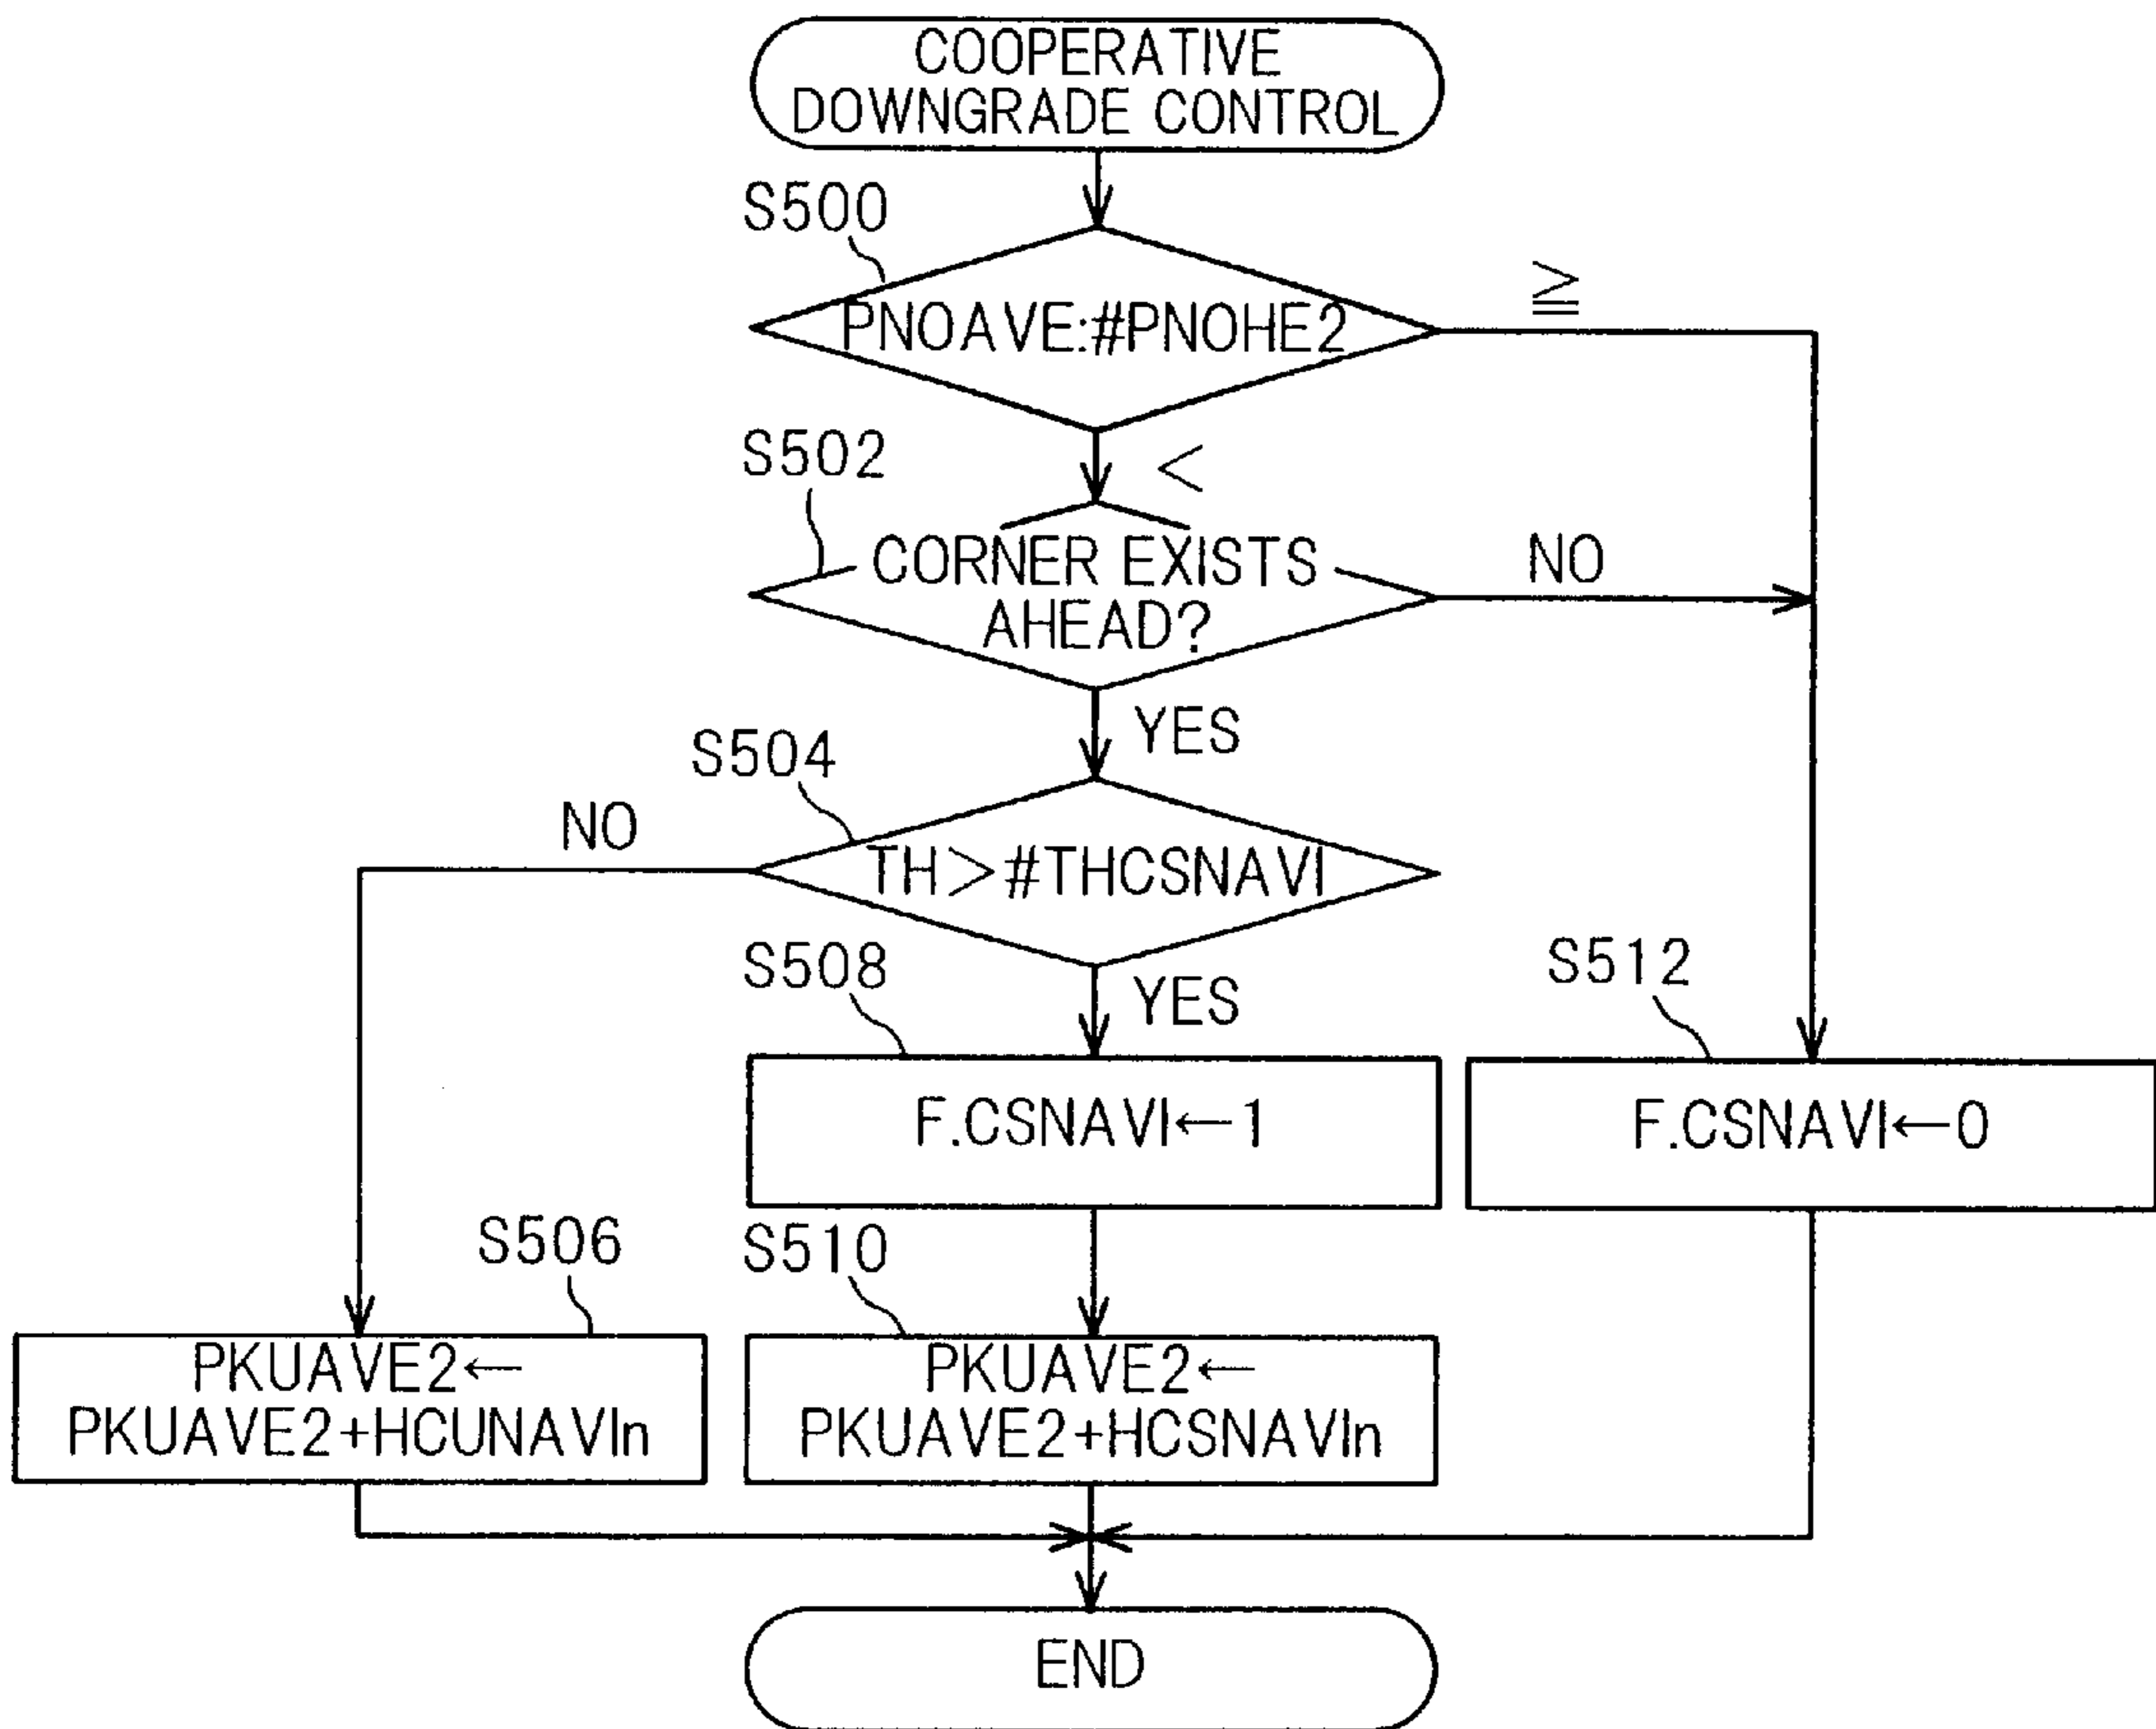 COOPERATIVE
DOWNGRADE CONTROL
S500
PNOAVE:#PNOHE2
≧
<
S502
CORNER EXISTS
AHEAD?
NO
YES
S504
TH>#THCSNAVI
NO
YES
S508
F.CSNAVI←1
S512
F.CSNAVI←0
S506
PKUAVE2←
PKUAVE2+HCUNAVIn
S510
PKUAVE2←
PKUAVE2+HCSNAVIn
END